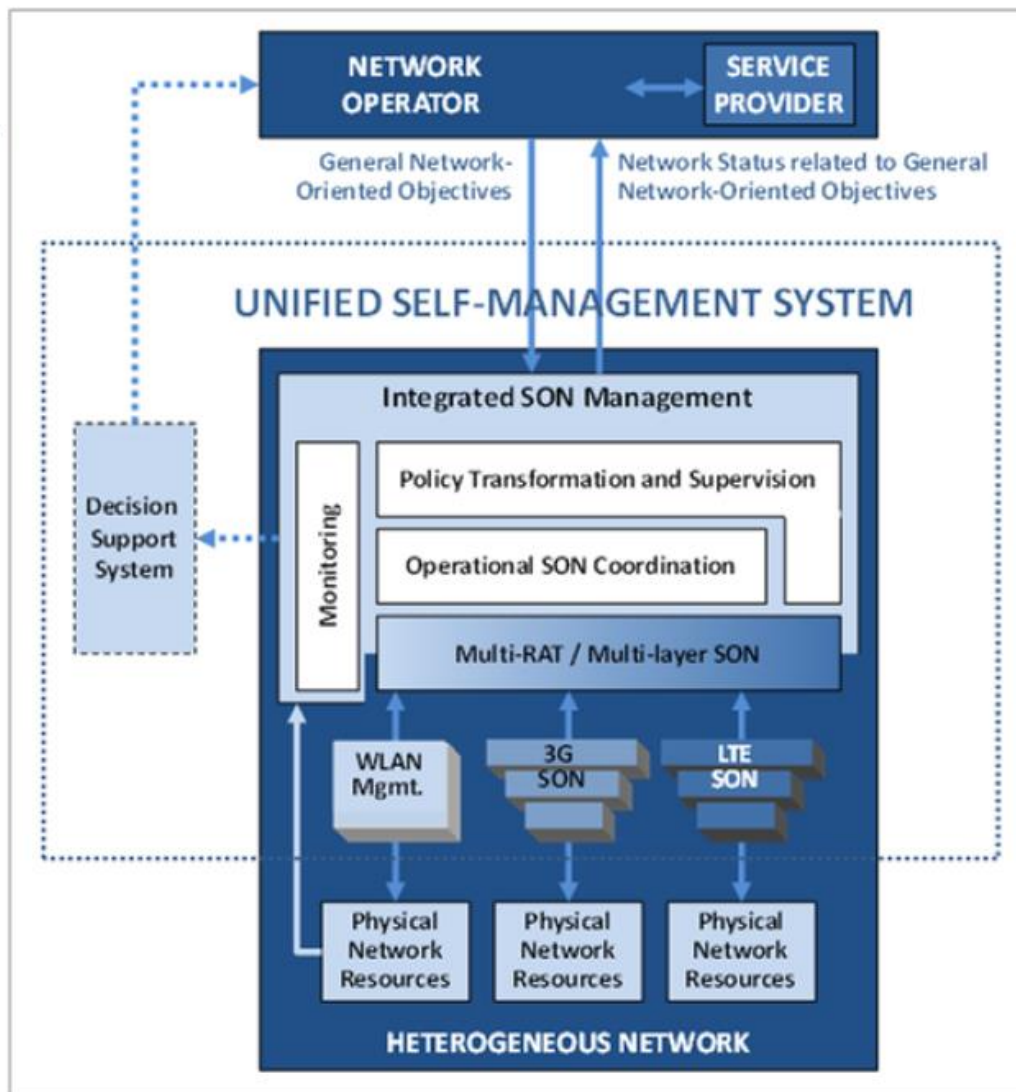 NETWORK
OPERATOR
SERVICE
PROVIDER
General Network-
Oriented Objectives
Network Status related to General
Network-Oriented Objectives
UNIFIED SELF-MANAGEMENT SYSTEM
Integrated SON Management
Decision
Support
System
Monitoring
Policy Transformation and Supervision
Operational SON Coordination
Multi-RAT / Multi-layer SON
WLAN
Mgmt.
3G
SON
LTE
SON
Physical
Network
Resources
Physical
Network
Resources
Physical
Network
Resources
HETEROGENEOUS NETWORK